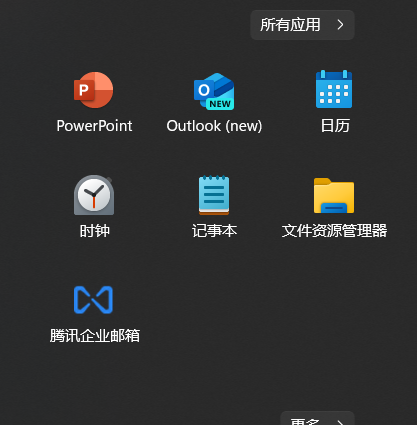 所有应用
PowerPoint
Outlook (new)
日历
时钟
记事本
文件资源管理器
腾讯企业邮箱
更多